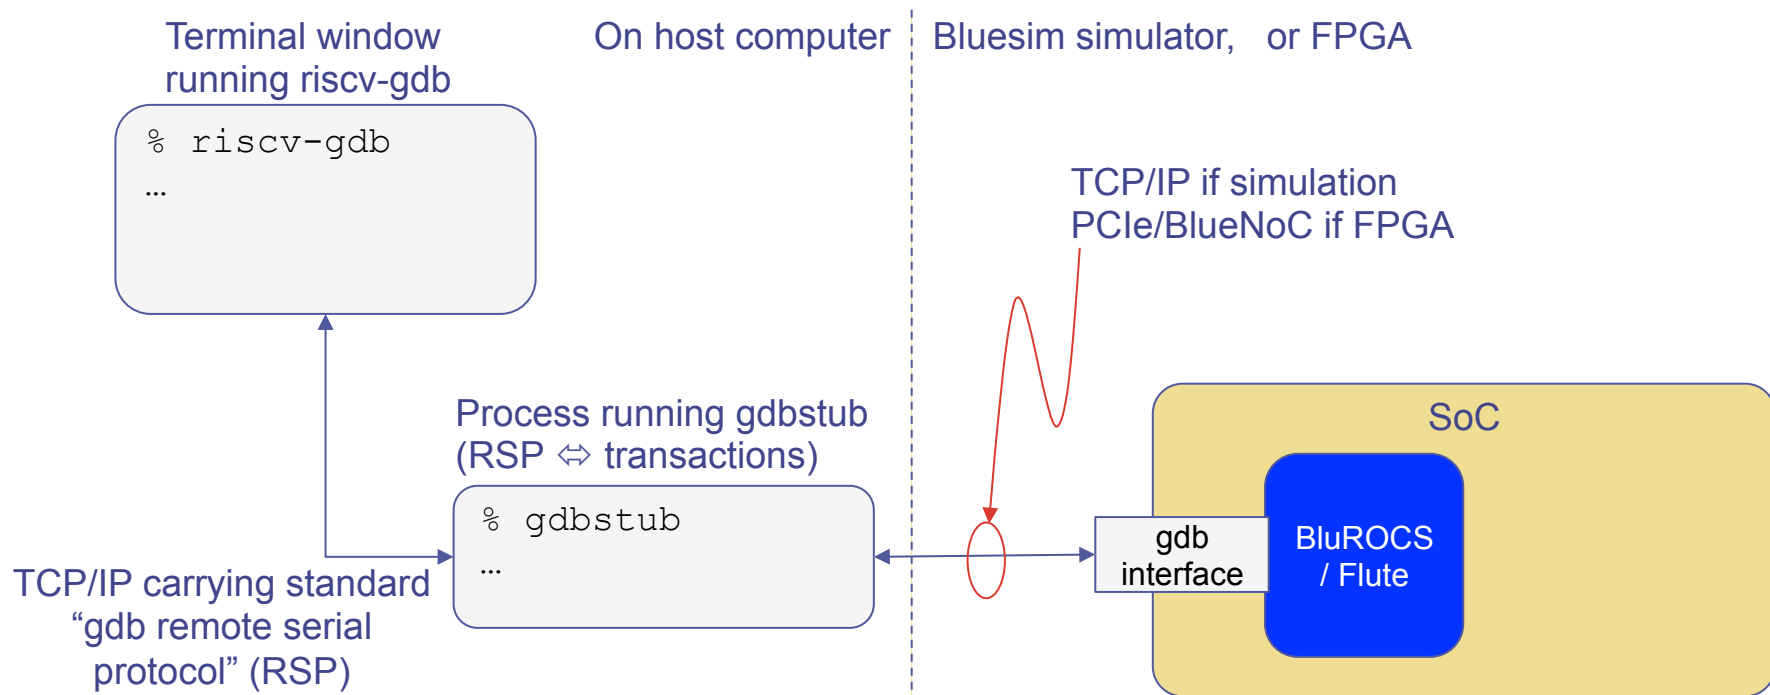 Terminal window
running riscv-gdb
On host computer
Bluesim simulator, or FPGA
% riscv-gdb
…
TCP/IP if simulation
PCIe/BlueNoC if FPGA
Process running gdbstub
(RSP ⬄ transactions)
% gdbstub
…
TCP/IP carrying standard
“gdb remote serial
protocol” (RSP)
SoC
gdb
interface
BluROCS
/ Flute